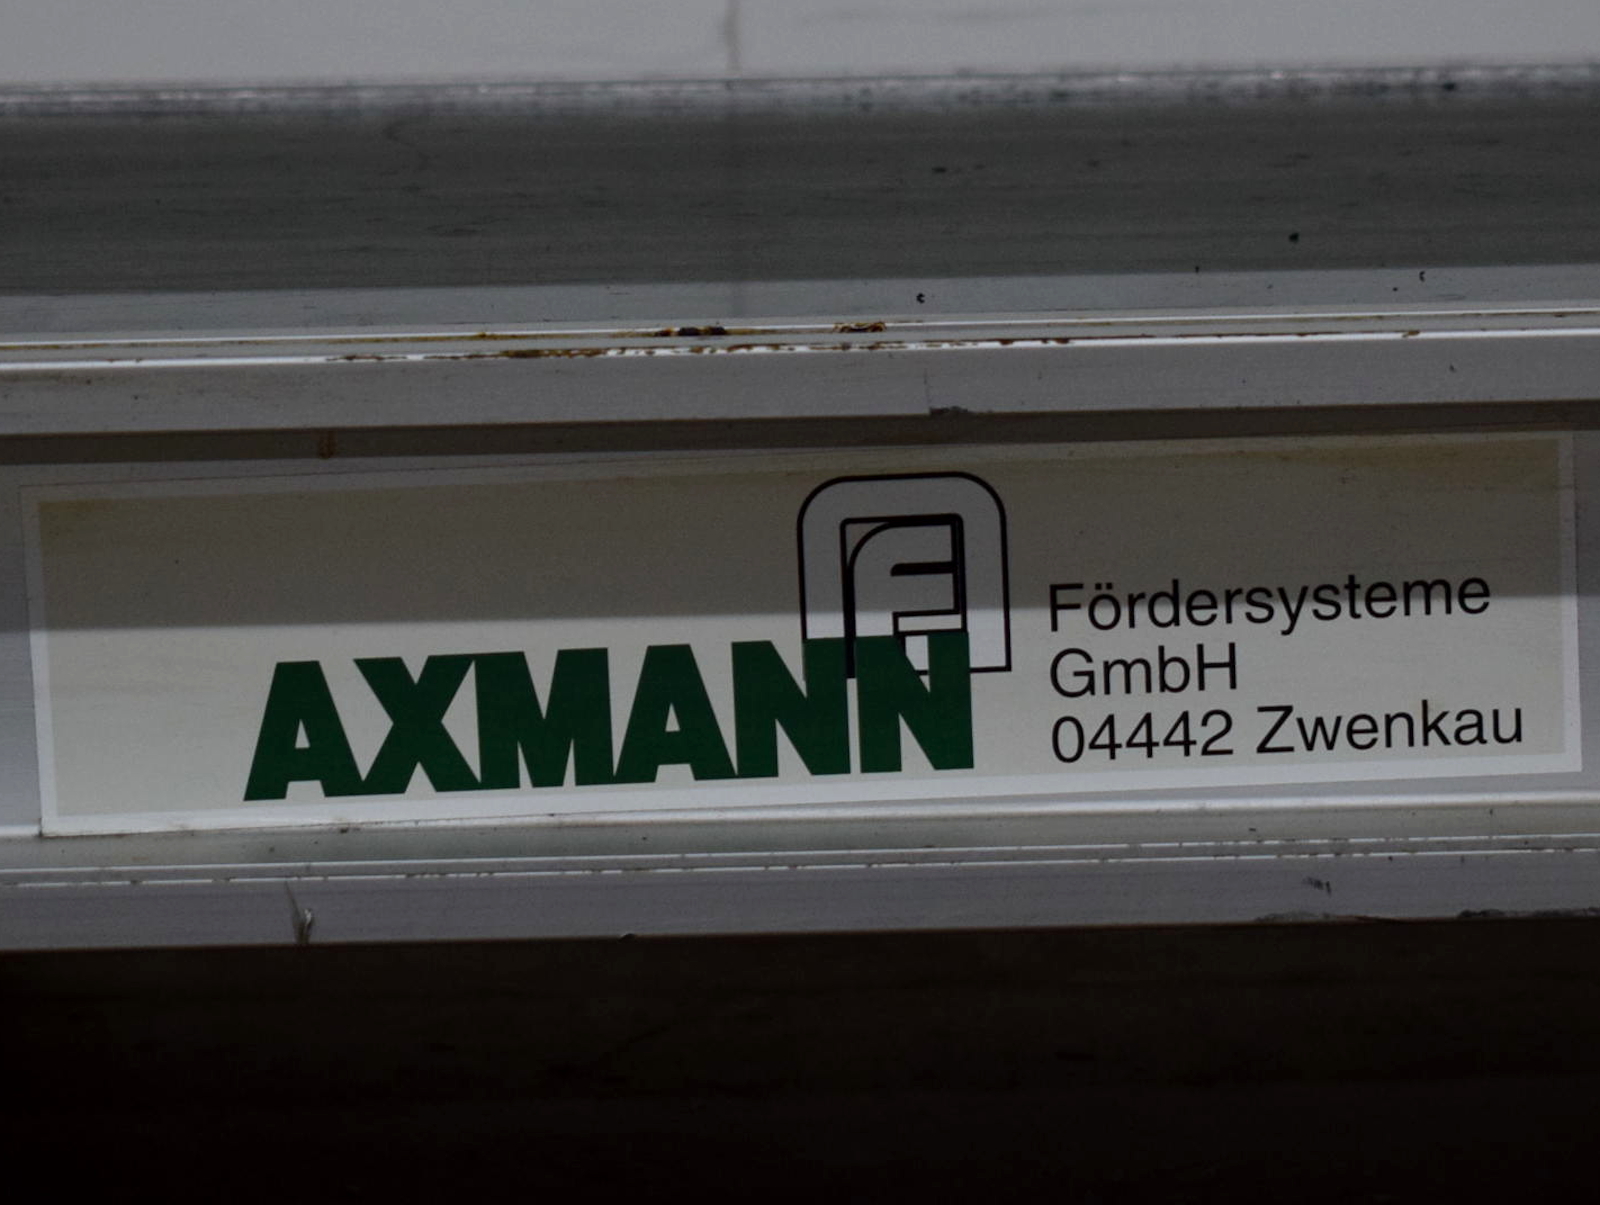 AXMANN
Fördersysteme
GmbH
04442 Zwenkau